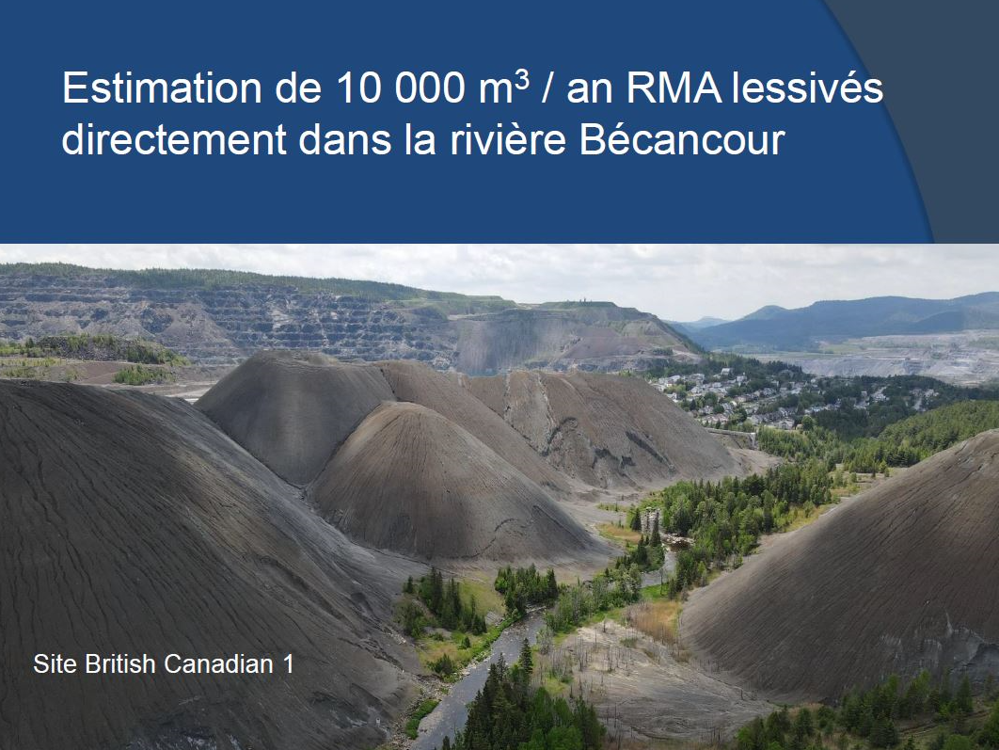 Estimation de 10 000 m³ / an RMA lessivés
directement dans la rivière Bécancour
Site British Canadian 1